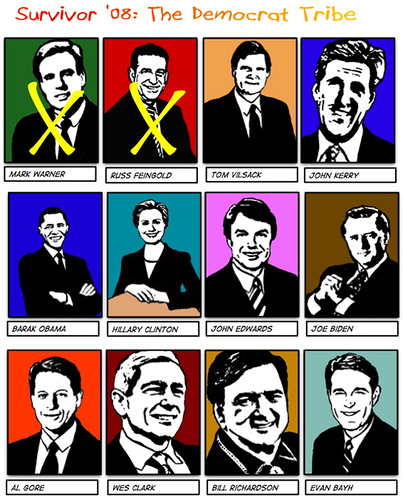 Survivor '08: The Democrat Tribe
MARK WARNER
RUSS FEINGOLD
TOM VILSACK
JOHN KERRY
BARAK OBAMA
HILLARY CLINTON
JOHN EDWARDS
JOE BIDEN
AL GORE
WES CLARK
BILL RICHARDSON
EVAN BAYH